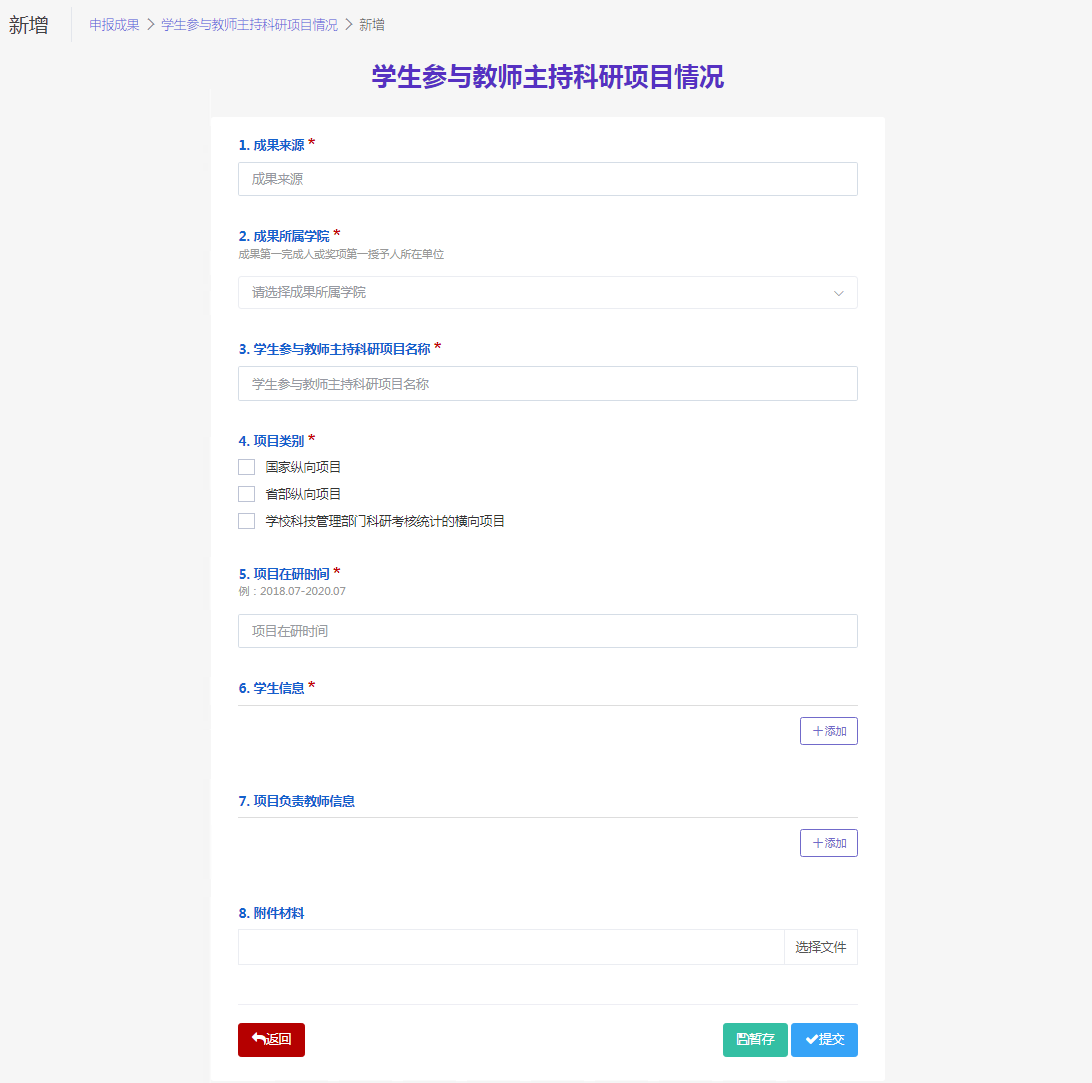 新增
申报成果 > 学生参与教师主持科研项目情况 > 新增
学生参与教师主持科研项目情况
1. 成果来源 *
成果来源
2. 成果所属学院 *
成果第一完成人或奖项第一授予人所在单位
请选择成果所属学院
3. 学生参与教师主持科研项目名称 *
学生参与教师主持科研项目名称
4. 项目类别 *
国家纵向项目
省部纵向项目
学校科技管理部门科研考核统计的横向项目
5. 项目在研时间 *
例：2018.07-2020.07
项目在研时间
6. 学生信息 *
+添加
7. 项目负责教师信息
+添加
8. 附件材料
选择文件
返回 暂存 提交